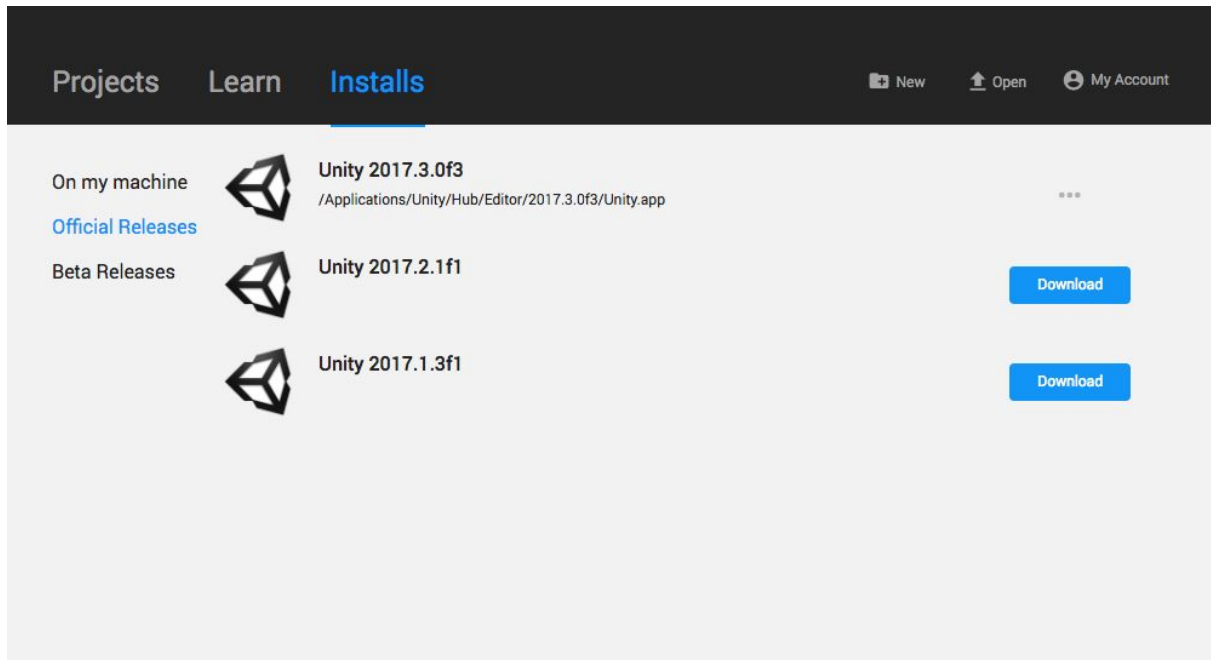 Projects Learn Installs New Open My Account
On my machine
Official Releases
Beta Releases
Unity 2017.3.0f3
/Applications/Unity/Hub/Editor/2017.3.0f3/Unity.app
Unity 2017.2.1f1
Download
Unity 2017.1.3f1
Download